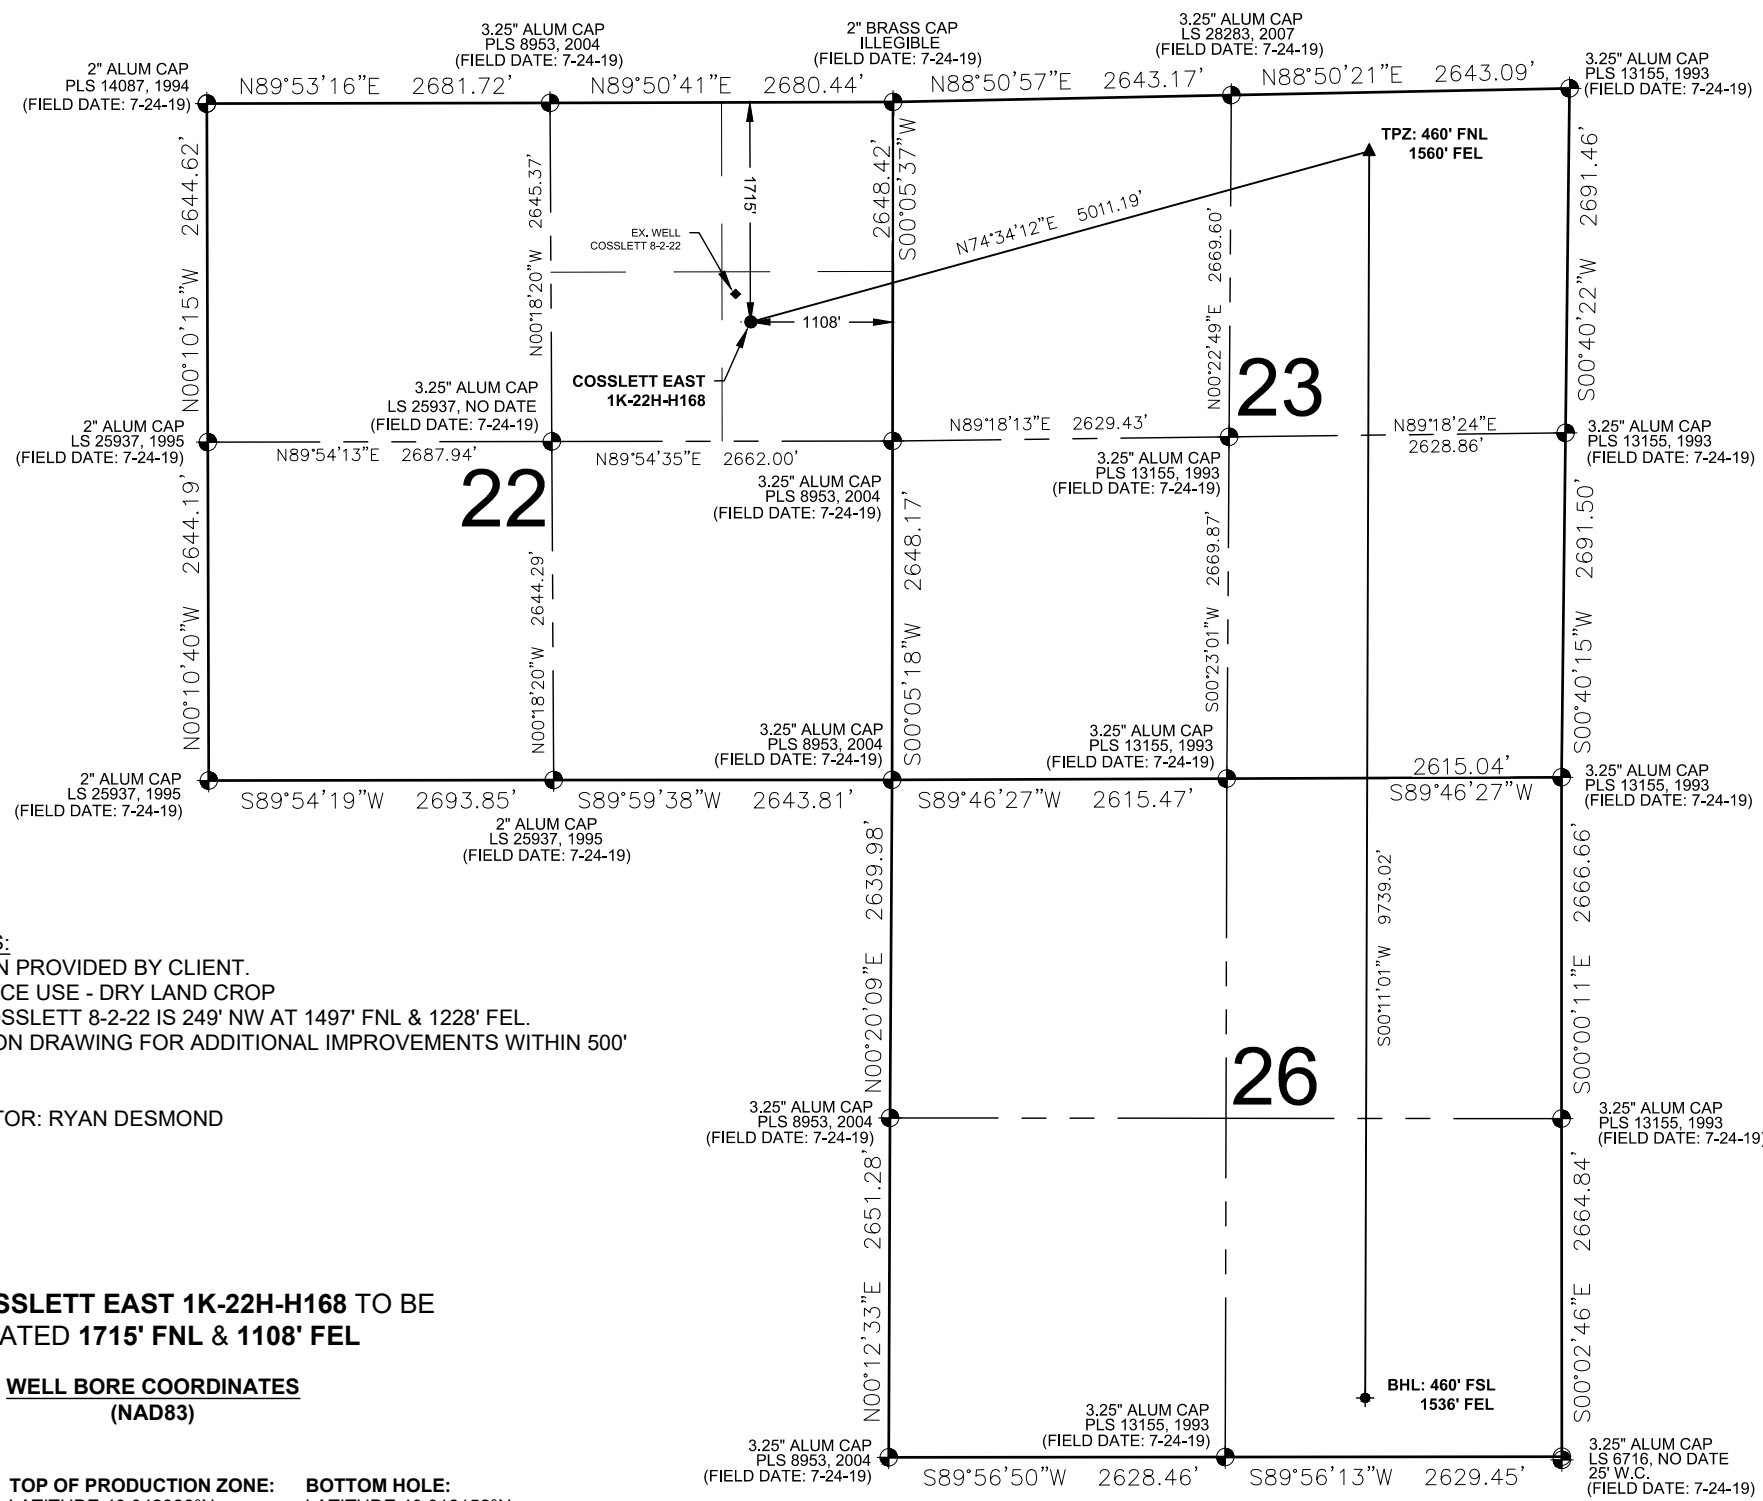 3.25" ALUM CAP
PLS 8953, 2004
(FIELD DATE: 7-24-19)
2" BRASS CAP
ILLEGIBLE
(FIELD DATE: 7-24-19)
3.25" ALUM CAP
LS 28283, 2007
(FIELD DATE: 7-24-19)
2" ALUM CAP
PLS 14087, 1994
(FIELD DATE: 7-24-19)
3.25" ALUM CAP
PLS 13155, 1993
(FIELD DATE: 7-24-19)
N89°53'16"E 2681.72'
N89°50'41"E 2680.44'
N88°50'57"E 2643.17'
N88°50'21"E 2643.09'
TPZ: 460' FNL
1560' FEL
N00°10'15"W 2644.62'
N00°18'20"W 2645.37'
1715'
2648.42'
S00°05'37"W
N74°34'12"E 5011.19'
N00°22'49"E 2669.60'
S00°40'22"W 2691.46'
EX. WELL
COSSLETT 8-2-22
1108'
COSSLETT EAST
1K-22H-H168
23
3.25" ALUM CAP
LS 25937, NO DATE
(FIELD DATE: 7-24-19)
2" ALUM CAP
LS 25937, 1995
(FIELD DATE: 7-24-19)
N89°54'13"E 2687.94'
N89°54'35"E 2662.00'
N89°18'13"E 2629.43'
N89°18'24"E
2628.86'
3.25" ALUM CAP
PLS 13155, 1993
(FIELD DATE: 7-24-19)
3.25" ALUM CAP
PLS 13155, 1993
(FIELD DATE: 7-24-19)
3.25" ALUM CAP
PLS 8953, 2004
(FIELD DATE: 7-24-19)
22
N00°10'40"W 2644.19'
N00°18'20"W 2644.29'
S00°05'18"W 2648.17'
S00°23'01"W 2669.87'
S00°40'15"W 2691.50'
3.25" ALUM CAP
PLS 8953, 2004
(FIELD DATE: 7-24-19)
3.25" ALUM CAP
PLS 13155, 1993
(FIELD DATE: 7-24-19)
2" ALUM CAP
LS 25937, 1995
(FIELD DATE: 7-24-19)
3.25" ALUM CAP
PLS 13155, 1993
(FIELD DATE: 7-24-19)
S89°54'19"W 2693.85'
S89°59'38"W 2643.81'
S89°46'27"W 2615.47'
2615.04'
S89°46'27"W
2" ALUM CAP
LS 25937, 1995
(FIELD DATE: 7-24-19)
N00°20'09"E 2639.98'
S00°11'01"W 9739.02'
S00°00'11"E 2666.66'
S:
N PROVIDED BY CLIENT.
CE USE - DRY LAND CROP
OSSLETT 8-2-22 IS 249' NW AT 1497' FNL & 1228' FEL.
ON DRAWING FOR ADDITIONAL IMPROVEMENTS WITHIN 500'
TOR: RYAN DESMOND
26
3.25" ALUM CAP
PLS 8953, 2004
(FIELD DATE: 7-24-19)
3.25" ALUM CAP
PLS 13155, 1993
(FIELD DATE: 7-24-19)
N00°12'33"E 2651.28'
S00°02'46"E 2664.84'
SSLETT EAST 1K-22H-H168 TO BE
ATED 1715' FNL & 1108' FEL
WELL BORE COORDINATES
(NAD83)
BHL: 460' FSL
1536' FEL
3.25" ALUM CAP
PLS 13155, 1993
(FIELD DATE: 7-24-19)
3.25" ALUM CAP
PLS 8953, 2004
(FIELD DATE: 7-24-19)
3.25" ALUM CAP
LS 6716, NO DATE
25' W.C.
(FIELD DATE: 7-24-19)
S89°56'50"W 2628.46'
S89°56'13"W 2629.45'
TOP OF PRODUCTION ZONE: BOTTOM HOLE: